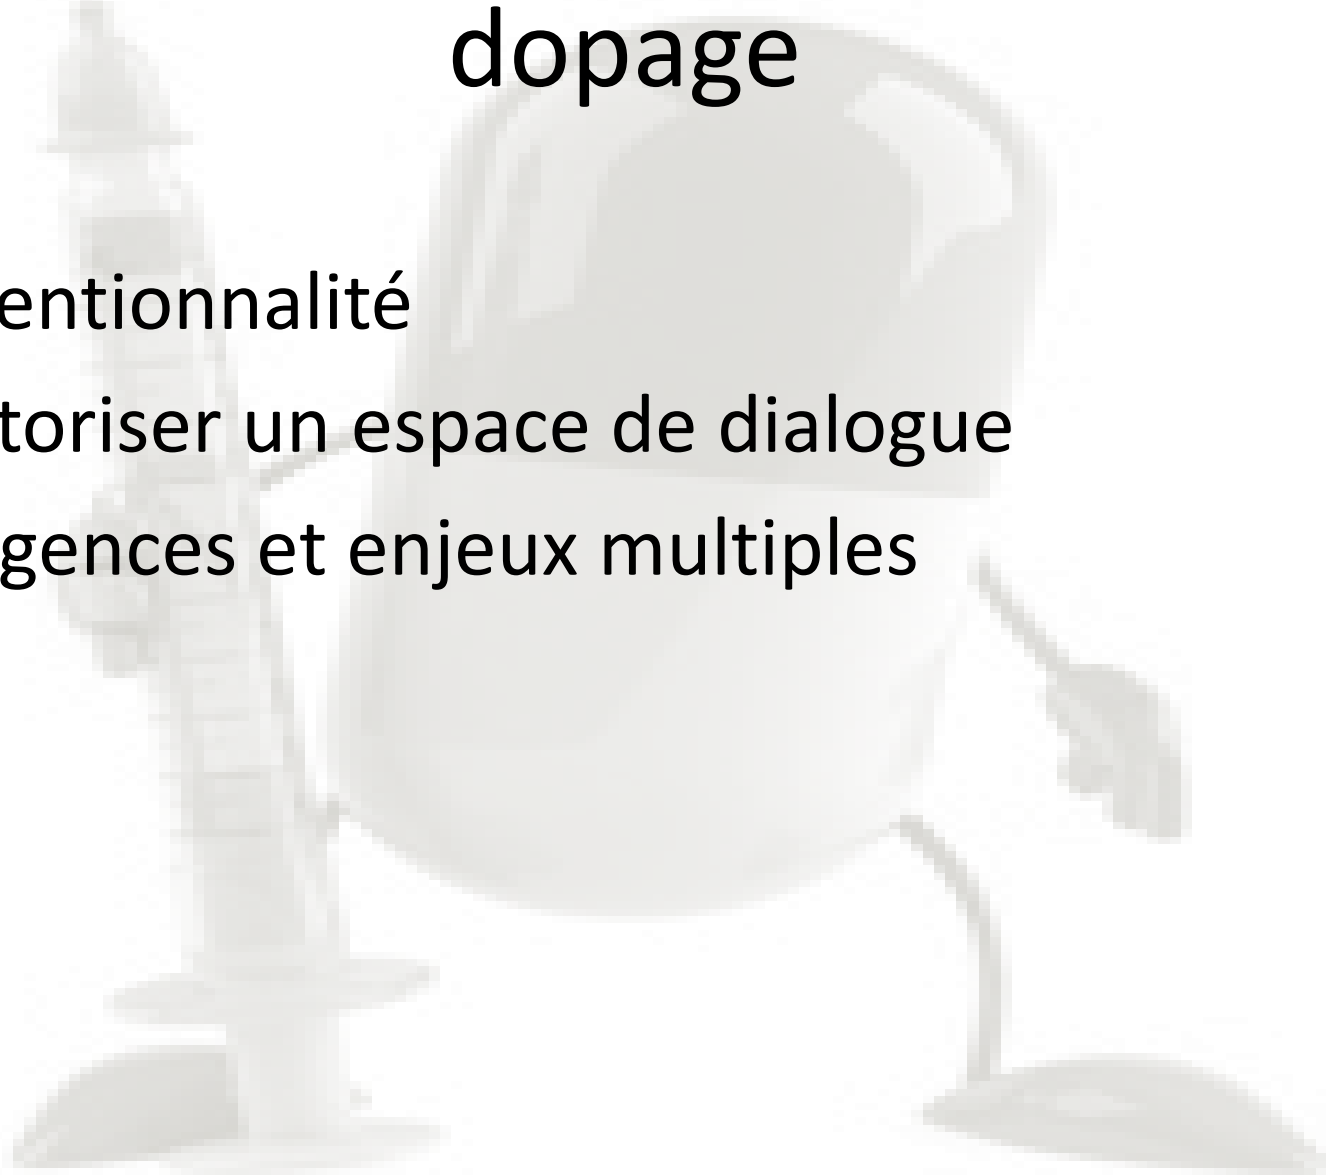 dopage
entionnalité
toriser un espace de dialogue
gences et enjeux multiples